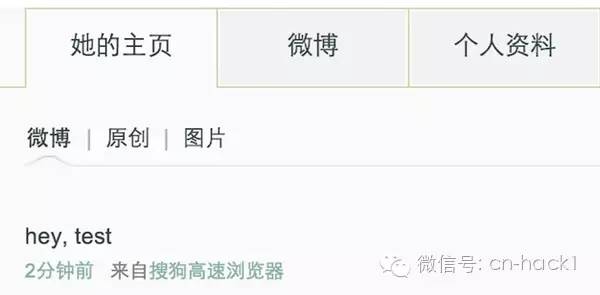 她的主页 微博 个人资料
微博 | 原创 | 图片
hey, test
2分钟前 来自搜狗高速浏览器
微信号: cn-hack1